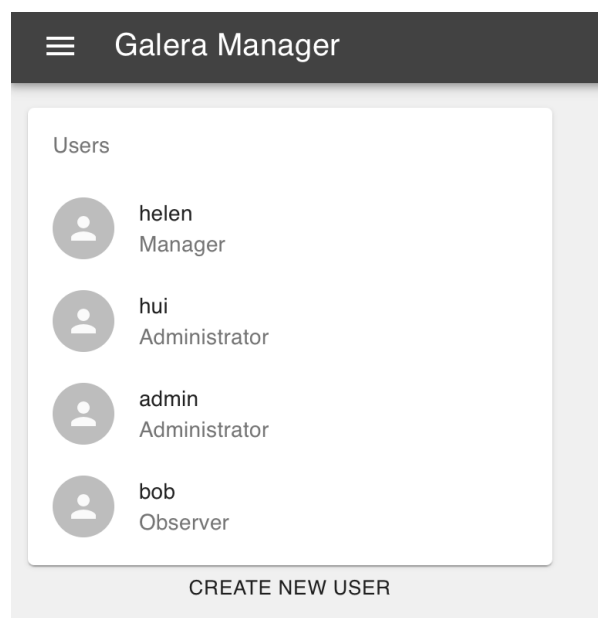 Galera Manager
Users
helen
Manager
hui
Administrator
admin
Administrator
bob
Observer
CREATE NEW USER